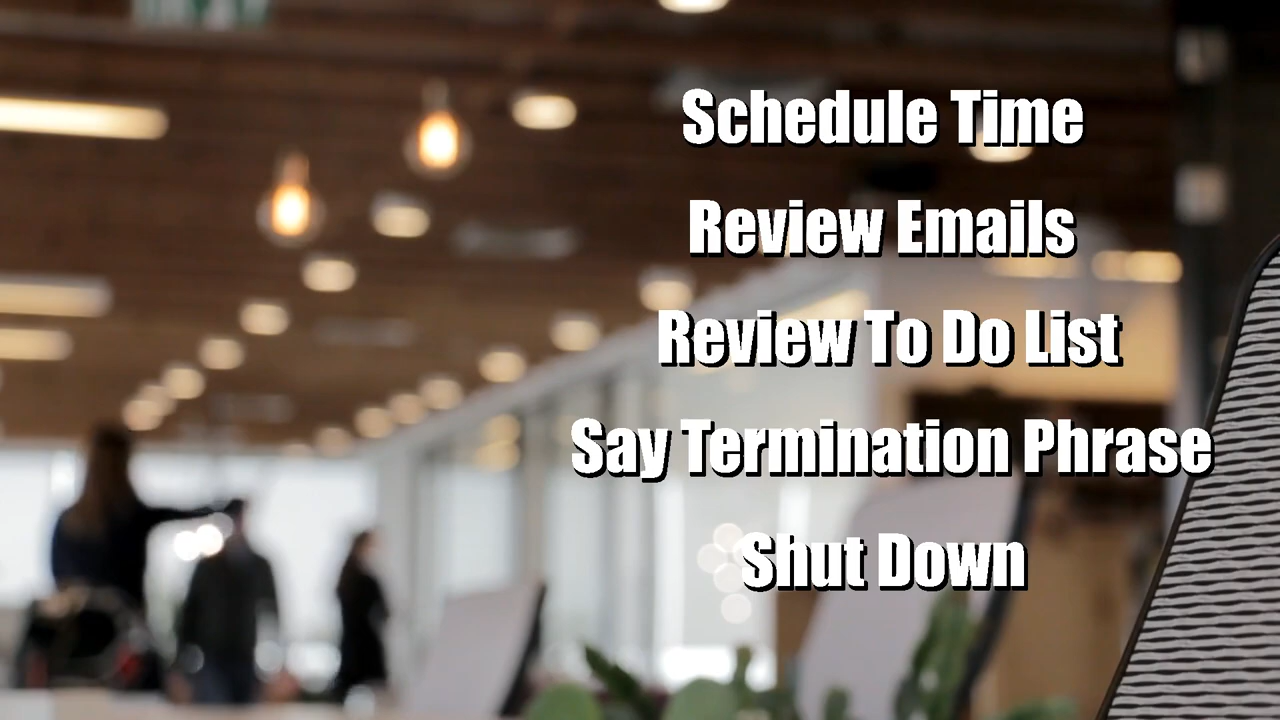 Schedule Time
Review Emails
Review To Do List
Say Termination Phrase
Shut Down